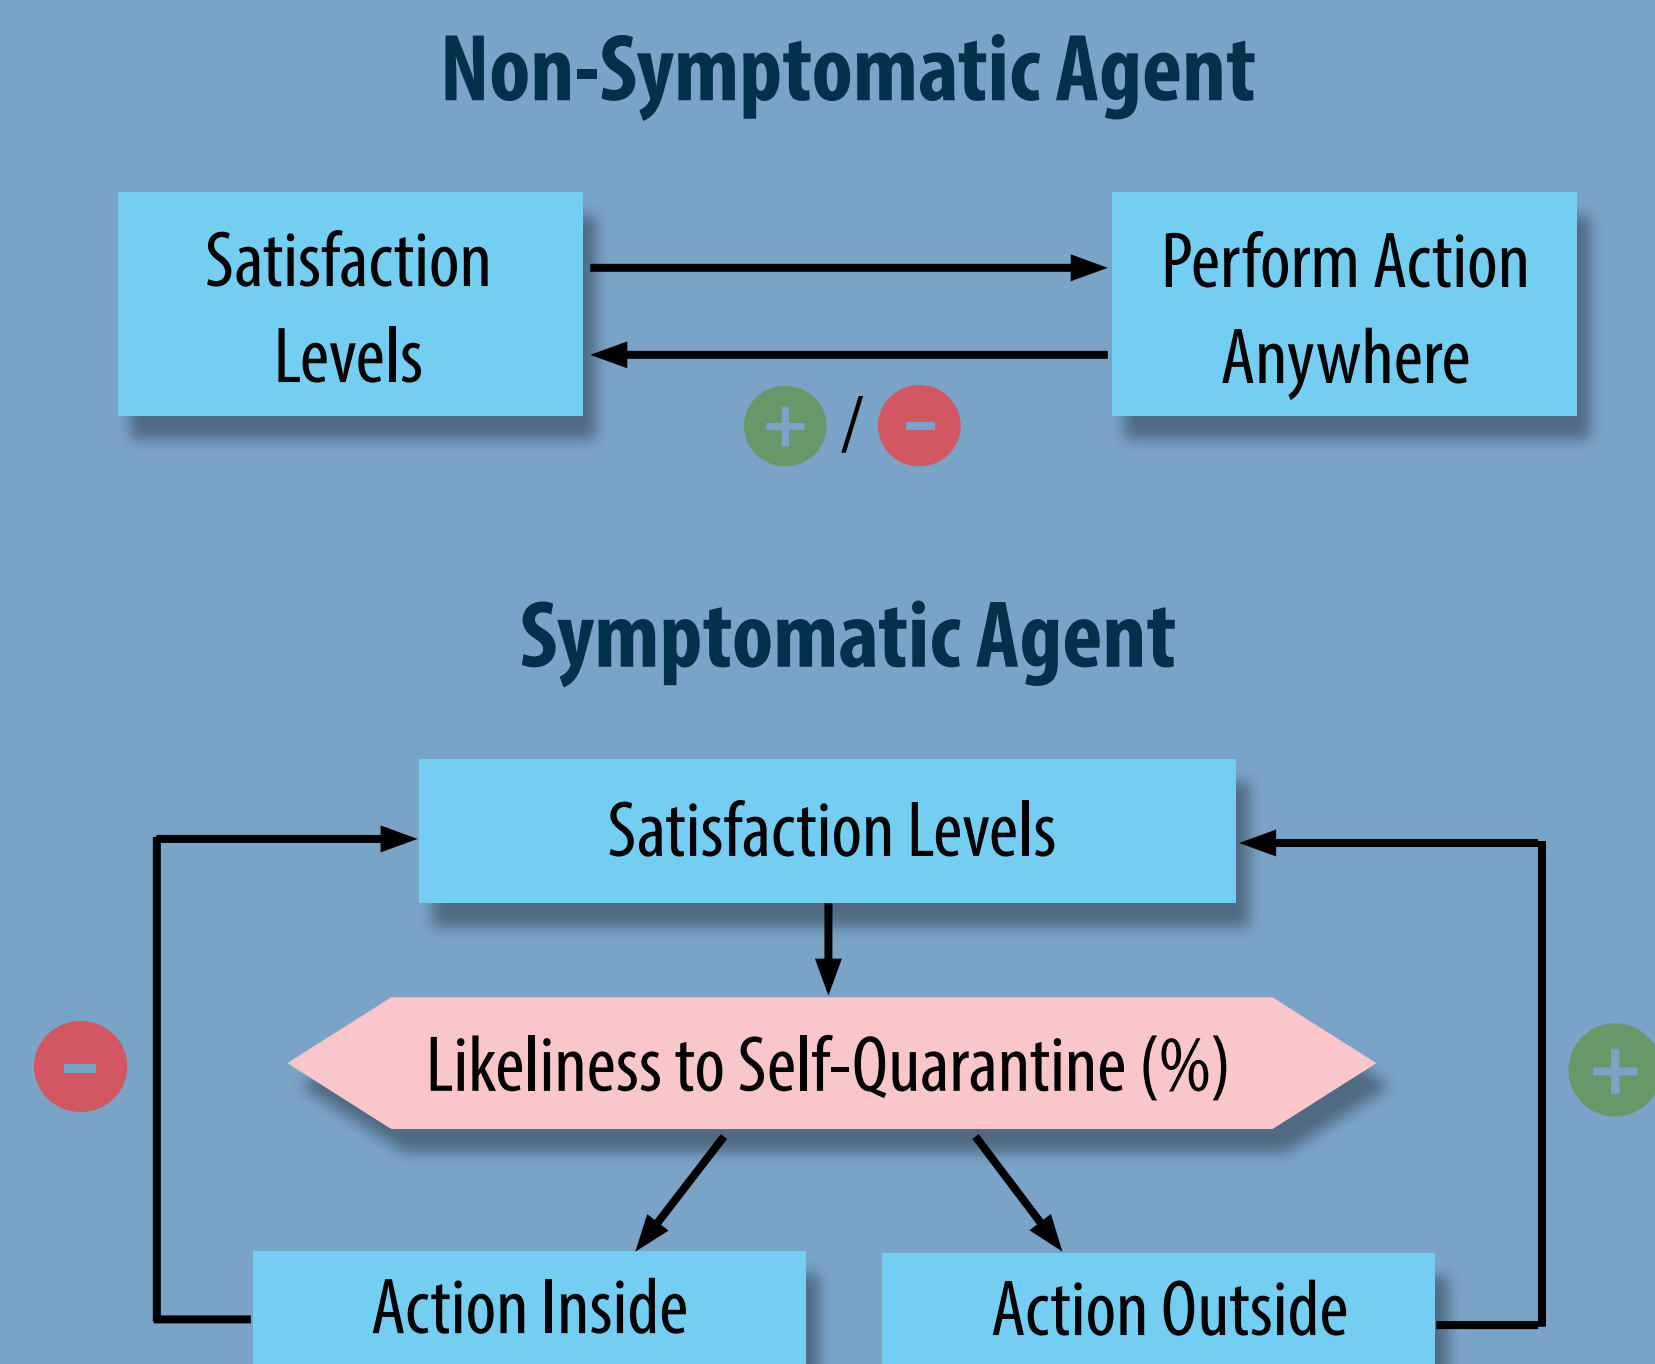 Non-Symptomatic Agent
Satisfaction
Levels
Perform Action
Anywhere
+ / -
Symptomatic Agent
Satisfaction Levels
Likeliness to Self-Quarantine (%)
-
+
Action Inside
Action Outside